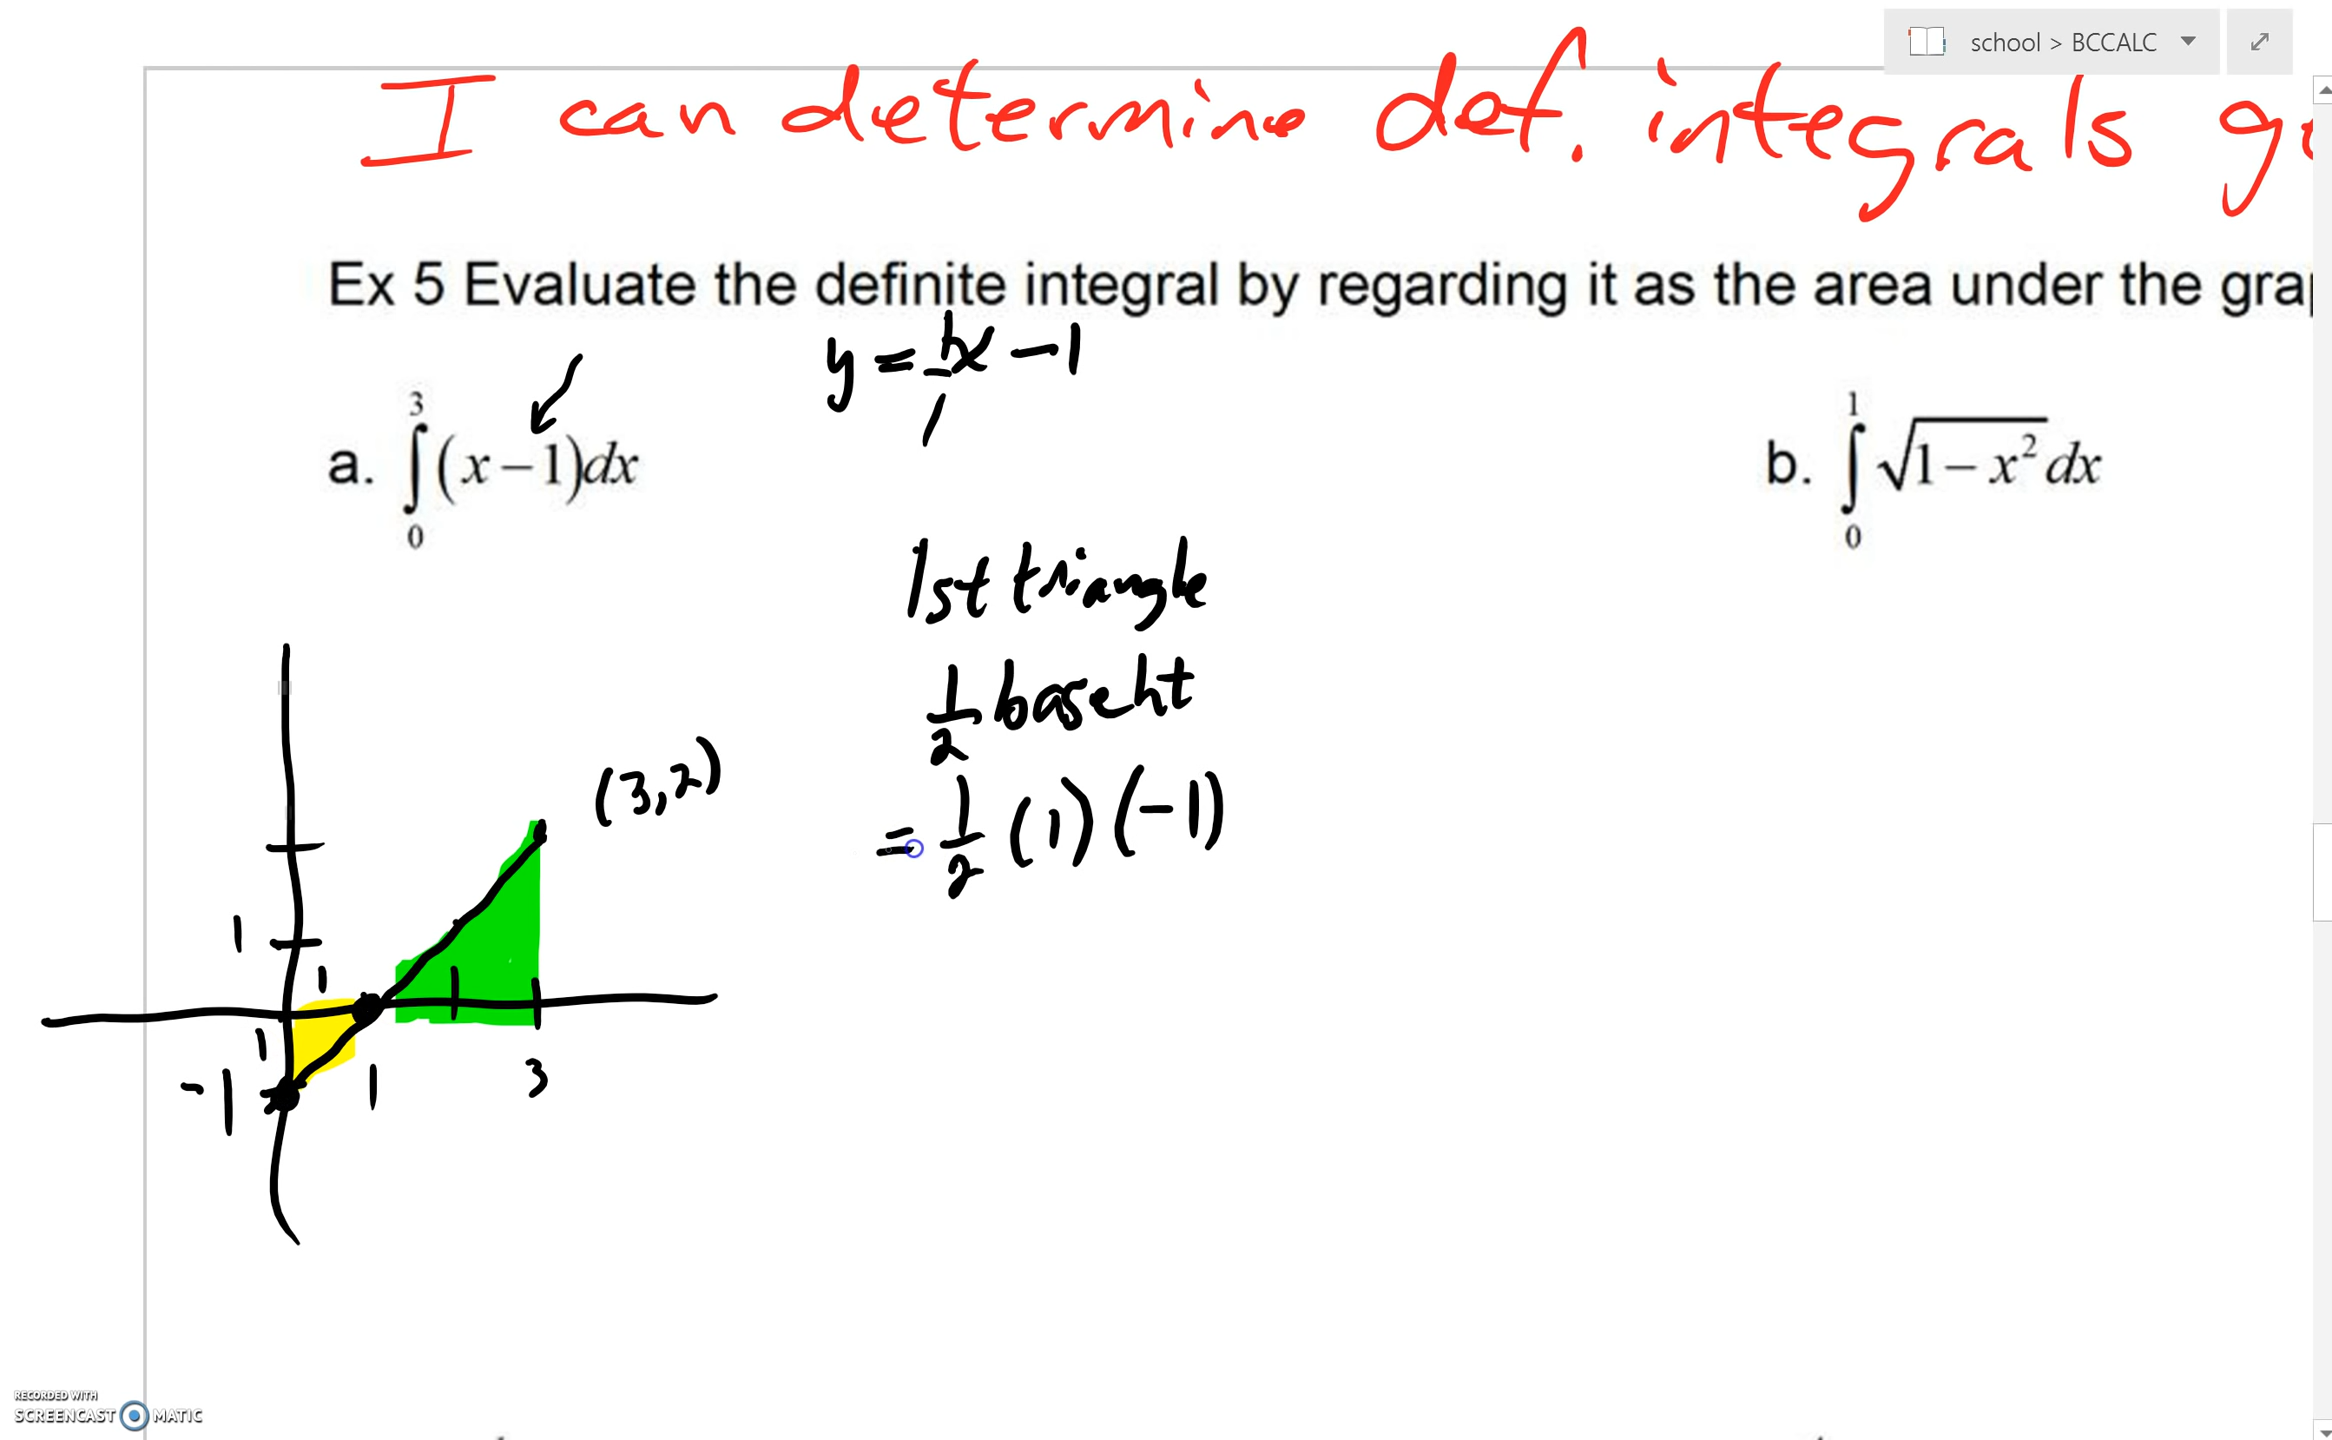 school > BCCALC
I can determine def. integrals
Ex 5 Evaluate the definite integral by regarding it as the area under the
y = 1x/1 - 1
a. ∫₀³ (x – 1)dx
b. ∫₀¹ √(1 – x²) dx
1st triangle
1/2 base ht
= 1/2 (1) (-1)
(3,2)
1
1
1
-1
1
3
RECORDED WITH
SCREENCAST MATIC